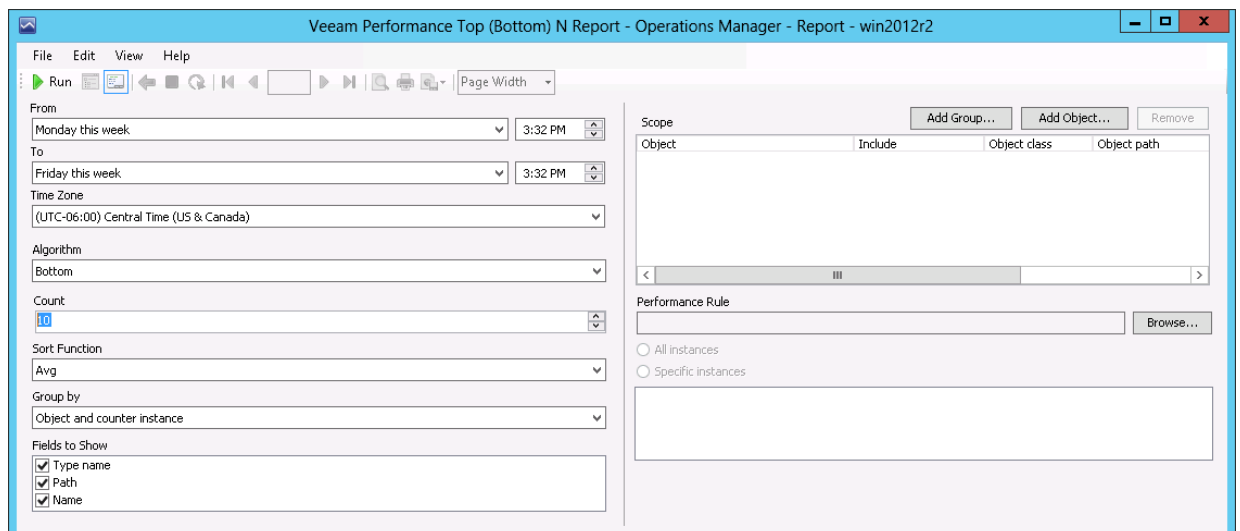 Veeam Performance Top (Bottom) N Report - Operations Manager - Report - win2012r2
File Edit View Help
Run Page Width
From
Monday this week 3:32 PM
To
Friday this week 3:32 PM
Time Zone
(UTC-06:00) Central Time (US & Canada)
Algorithm
Bottom
Count
10
Sort Function
Avg
Group by
Object and counter instance
Fields to Show
Type name
Path
Name
Scope Add Group... Add Object... Remove
Object Include Object class Object path
Performance Rule
Browse...
All instances
Specific instances